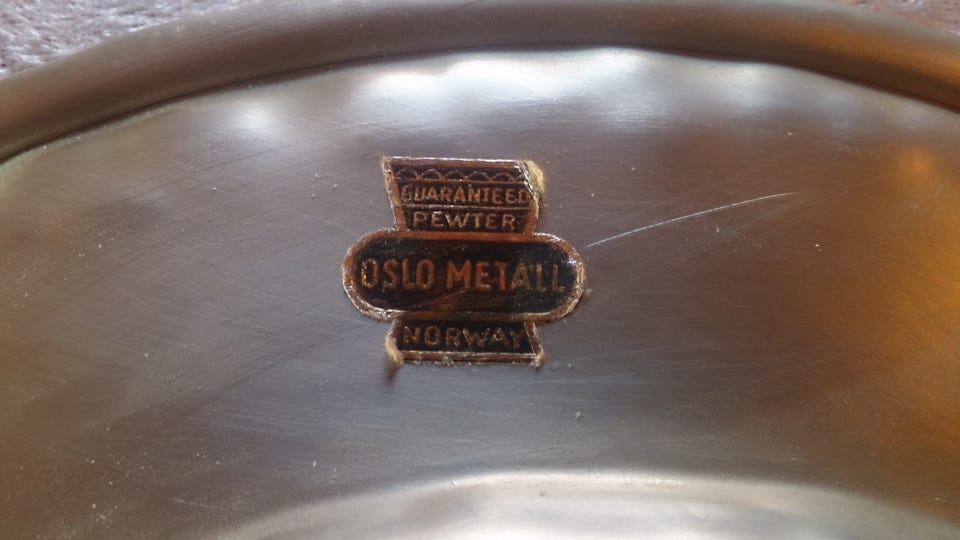 GUARANTEED
PEWTER
OSLO METALL
NORWAY